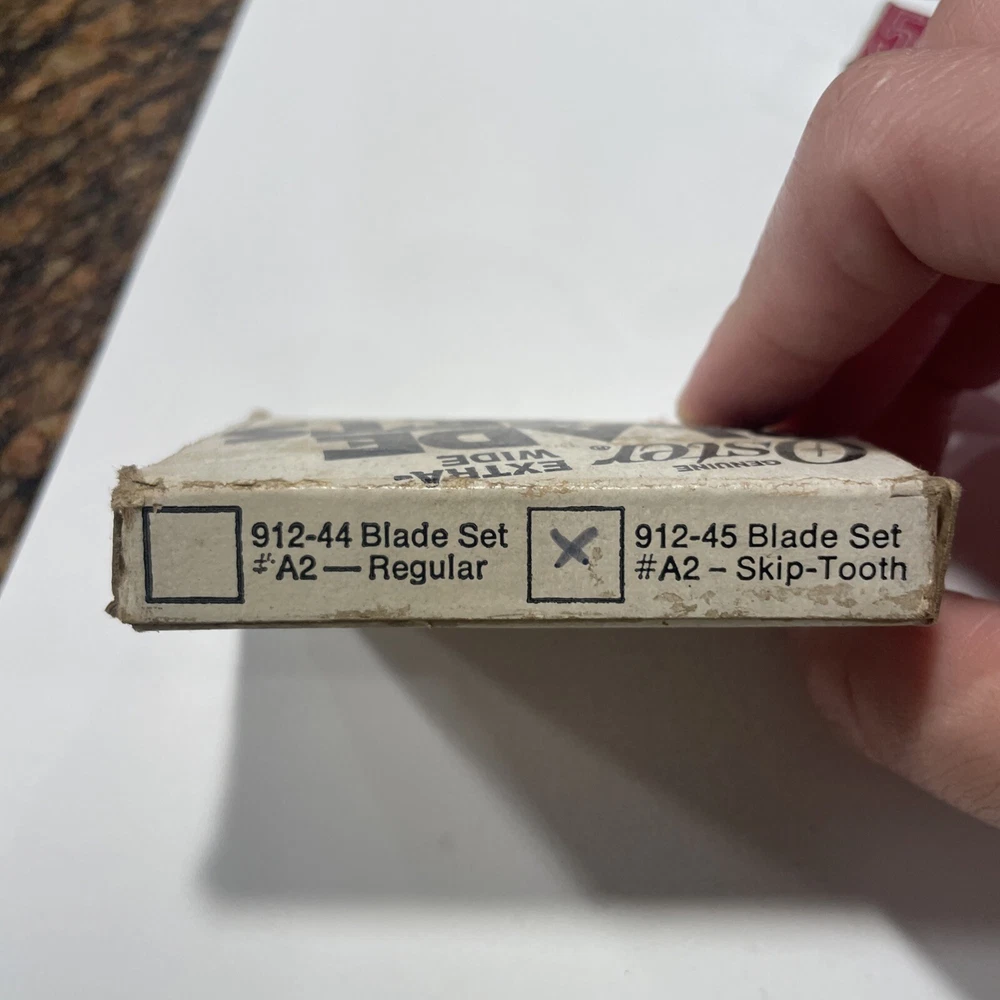 GENUINE
Oster®
EXTRA-
WIDE
912-44 Blade Set
#A2 — Regular
X
912-45 Blade Set
#A2 – Skip-Tooth